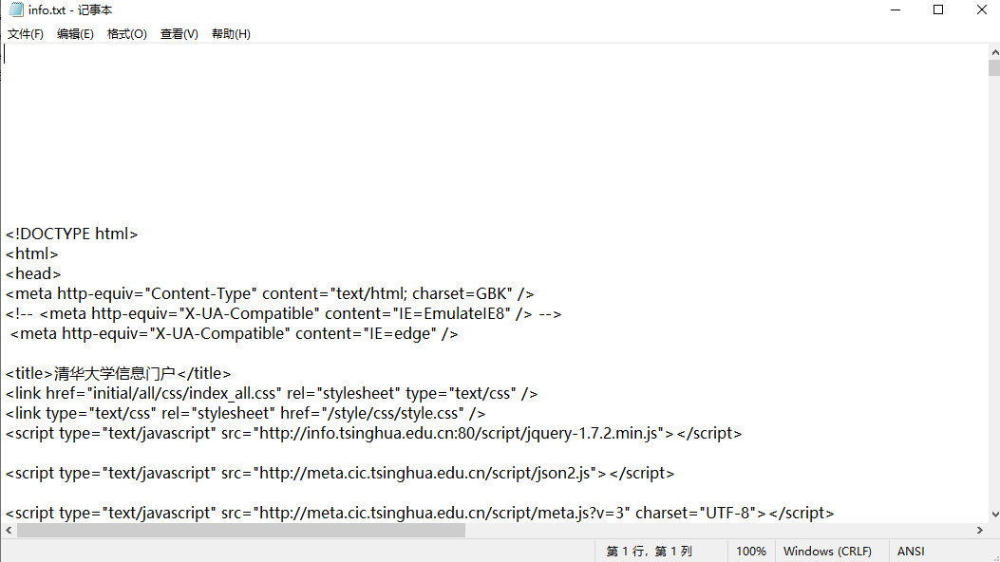 info.txt - 记事本
文件(F) 编辑(E) 格式(O) 查看(V) 帮助(H)
<!DOCTYPE html>
<html>
<head>
<meta http-equiv="Content-Type" content="text/html; charset=GBK" />
<!-- <meta http-equiv="X-UA-Compatible" content="IE=EmulateIE8" /> -->
<meta http-equiv="X-UA-Compatible" content="IE=edge" />
<title>清华大学信息门户</title>
<link href="initial/all/css/index_all.css" rel="stylesheet" type="text/css" />
<link type="text/css" rel="stylesheet" href="/style/css/style.css" />
<script type="text/javascript" src="http://info.tsinghua.edu.cn:80/script/jquery-1.7.2.min.js"></script>
<script type="text/javascript" src="http://meta.cic.tsinghua.edu.cn/script/json2.js"></script>
<script type="text/javascript" src="http://meta.cic.tsinghua.edu.cn/script/meta.js?v=3" charset="UTF-8"></script>
第 1 行，第 1 列 100% Windows (CRLF) ANSI